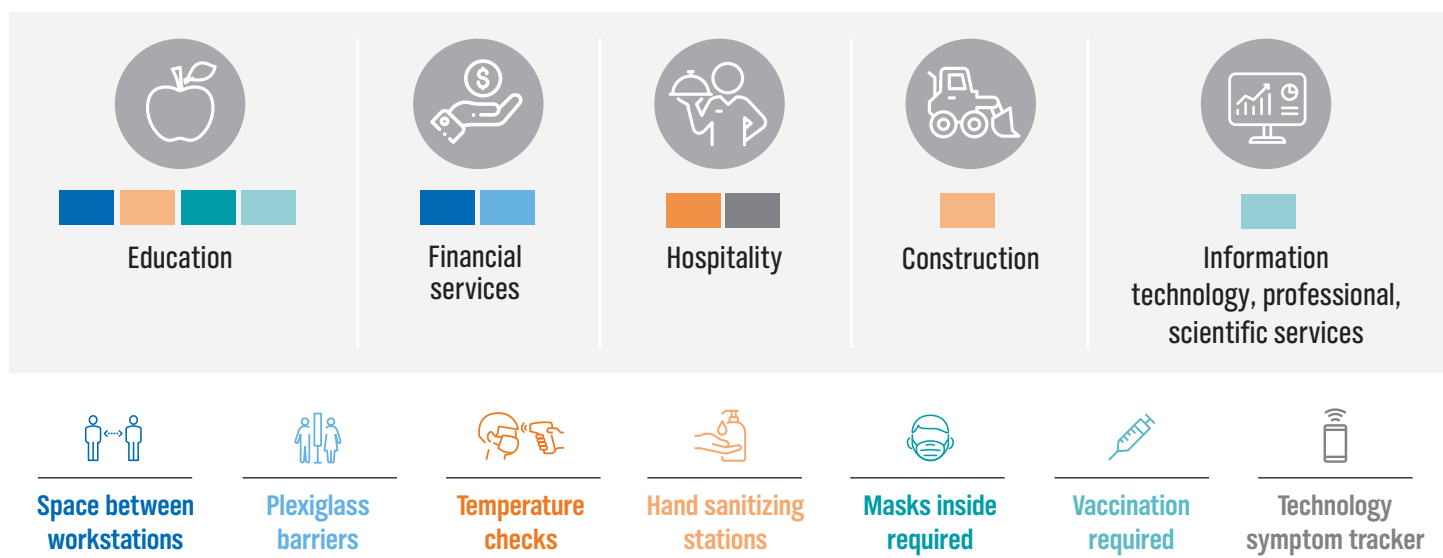 $
Education
Financial
services
Hospitality
Construction
Information
technology, professional,
scientific services
Space between
workstations
Plexiglass
barriers
Temperature
checks
Hand sanitizing
stations
Masks inside
required
Vaccination
required
Technology
symptom tracker